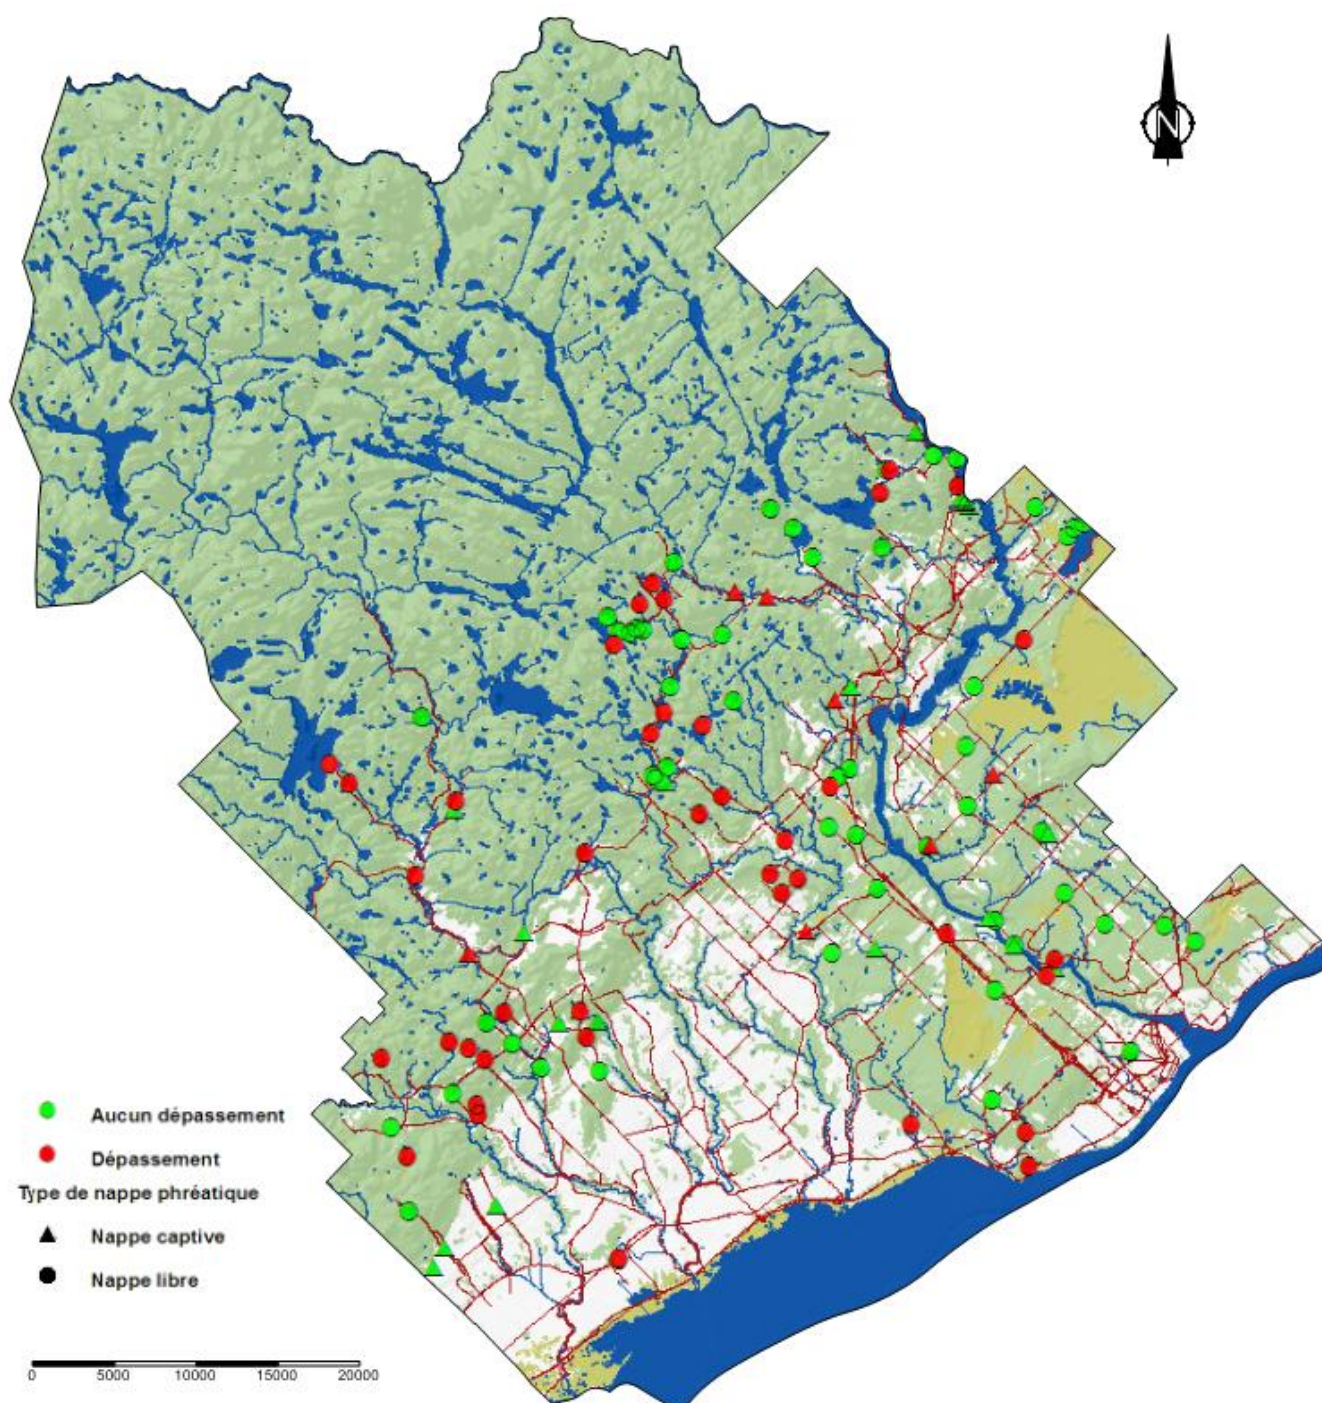 N
Aucun dépassement
Dépassement
Type de nappe phréatique
Nappe captive
Nappe libre
0 5000 10000 15000 20000